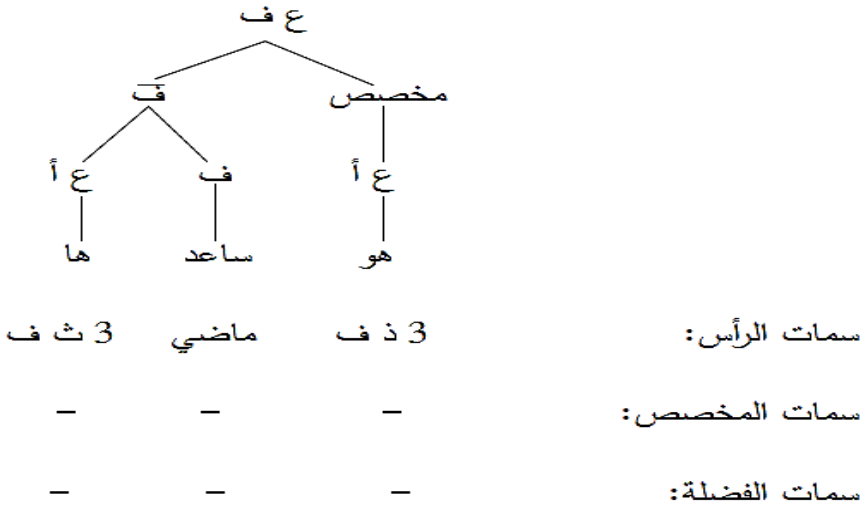 ع ف
مخصص فَ
ع أ ف ع أ
هو ساعد ها
سمات الرأس: 3 ذ ف ماضي 3 ث ف
سمات المخصص: – – –
سمات الفضلة: – – –